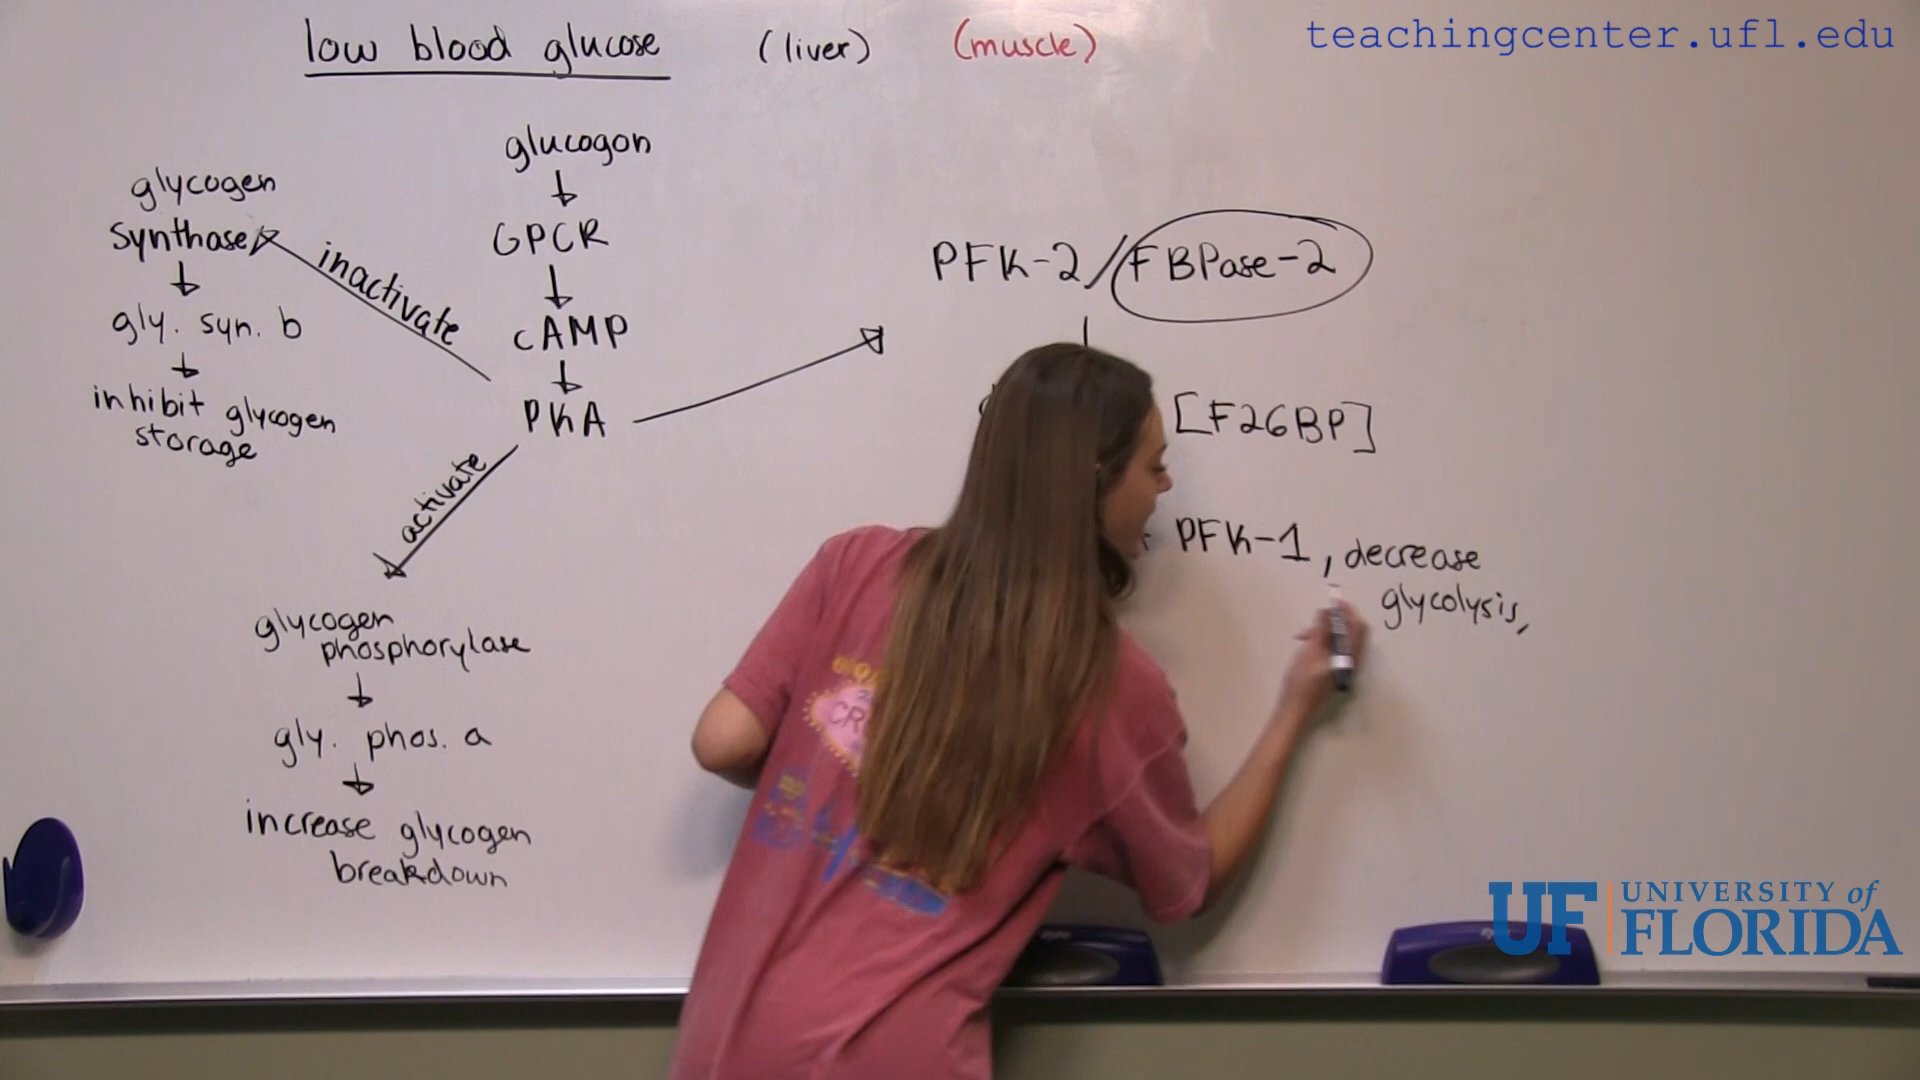 low blood glucose (liver) (muscle)
teachingcenter.ufl.edu
glucogon
GPCR
cAMP
PKA
inactivate
glycogen
synthase
gly. syn. b
inhibit glycogen
storage
activate
glycogen
phosphorylase
gly. phos. a
increase glycogen
breakdown
PFK-2/FBPase-2
[F26BP]
PFK-1, decrease
glycolysis,
UF UNIVERSITY of
FLORIDA